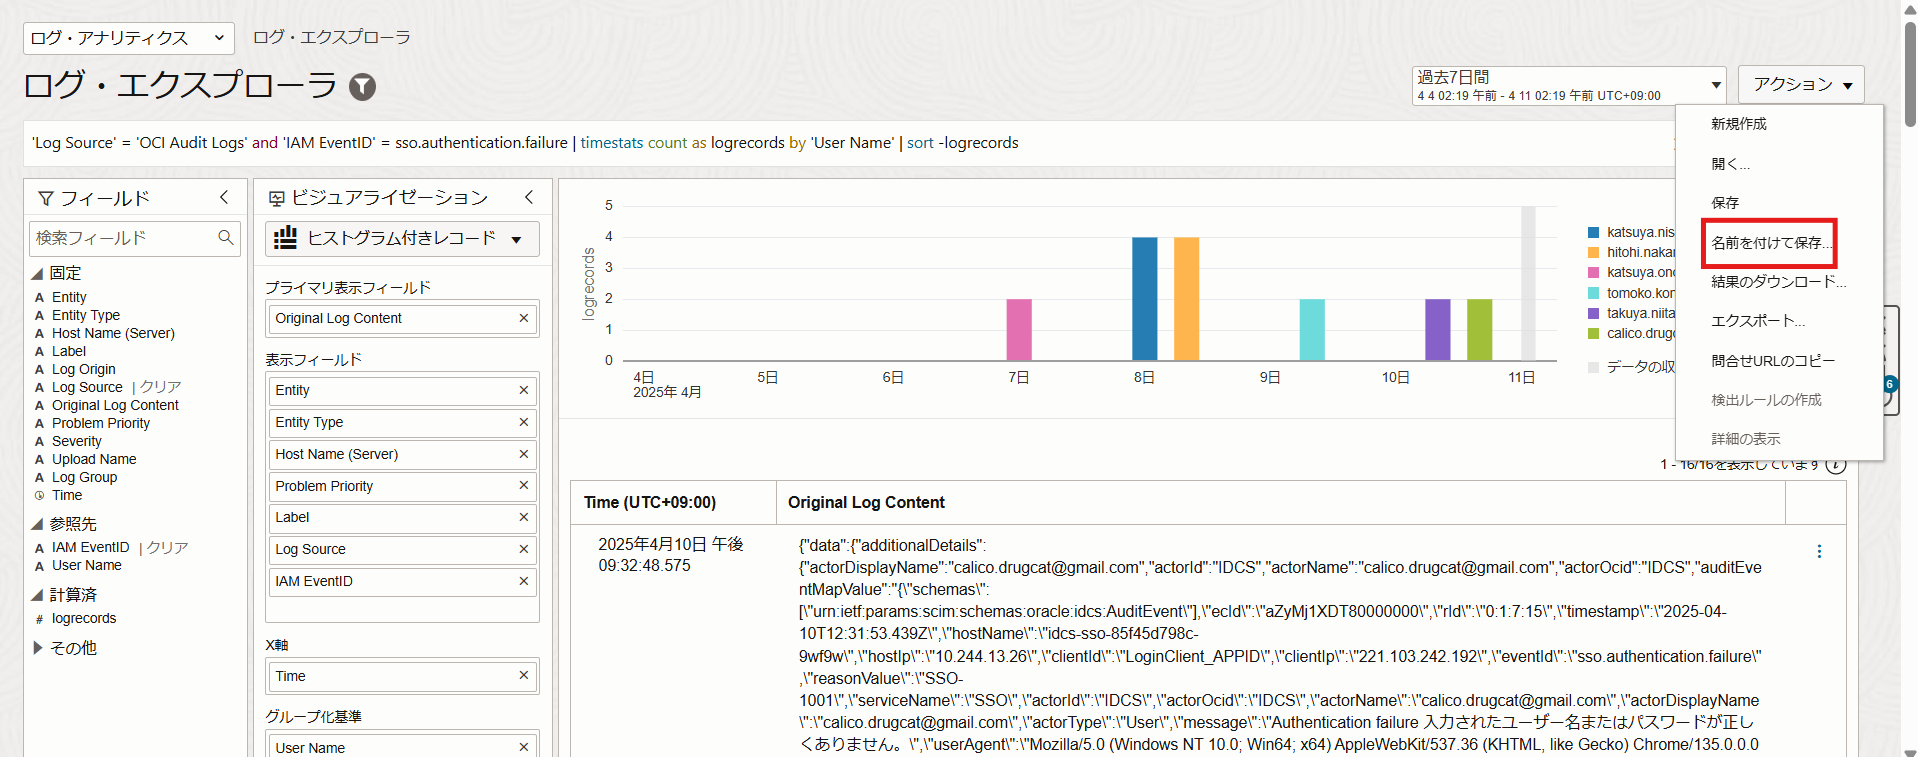 ログ・アナリティクス
ログ・エクスプローラ
ログ・エクスプローラ
過去7日間
4 4 02:19 午前 - 4 11 02:19 午前 UTC+09:00
アクション
'Log Source' = 'OCI Audit Logs' and 'IAM EventID' = sso.authentication.failure | timestats count as logrecords by 'User Name' | sort -logrecords
新規作成
開く...
保存
名前を付けて保存...
結果のダウンロード...
エクスポート...
問合せURLのコピー
検出ルールの作成
詳細の表示
フィールド
検索フィールド
固定
A Entity
A Entity Type
A Host Name (Server)
A Label
A Log Origin
A Log Source | クリア
A Original Log Content
A Problem Priority
A Severity
A Upload Name
A Log Group
Time
参照先
A IAM EventID | クリア
A User Name
計算済
# logrecords
その他
ビジュアライゼーション
ヒストグラム付きレコード
プライマリ表示フィールド
Original Log Content ×
表示フィールド
Entity ×
Entity Type ×
Host Name (Server) ×
Problem Priority ×
Label ×
Log Source ×
IAM EventID ×
X軸
Time ×
グループ化基準
User Name ×
logrecords
5
4
3
2
1
0
4日
2025年 4月
5日
6日
7日
8日
9日
10日
11日
katsuya.nis
hitohi.nakar
katsuya.ono
tomoko.kon
takuya.niita
calico.drugc
データの収
6
1 - 16/16を表示しています
Time (UTC+09:00)
Original Log Content
2025年4月10日 午後
09:32:48.575
{"data":{"additionalDetails":
{"actorDisplayName":"calico.drugcat@gmail.com","actorId":"IDCS","actorName":"calico.drugcat@gmail.com","actorOcid":"IDCS","auditEve
ntMapValue":"{\"schemas\":
[\"urn:ietf:params:scim:schemas:oracle:idcs:AuditEvent\"],\"ecId\":\"aZyMj1XDT80000000\",\"rId\":\"0:1:7:15\",\"timestamp\":\"2025-04-
10T12:31:53.439Z\",\"hostName\":\"idcs-sso-85f45d798c-
9wf9w\",\"hostIp\":\"10.244.13.26\",\"clientId\":\"LoginClient_APPID\",\"clientIp\":\"221.103.242.192\",\"eventId\":\"sso.authentication.failure\"
,\"reasonValue\":\"SSO-
1001\",\"serviceName\":\"SSO\",\"actorId\":\"IDCS\",\"actorOcid\":\"IDCS\",\"actorName\":\"calico.drugcat@gmail.com\",\"actorDisplayName
\":\"calico.drugcat@gmail.com\",\"actorType\":\"User\",\"message\":\"Authentication failure 入力されたユーザー名またはパスワードが正し
くありません。\",\"userAgent\":\"Mozilla/5.0 (Windows NT 10.0; Win64; x64) AppleWebKit/537.36 (KHTML, like Gecko) Chrome/135.0.0.0